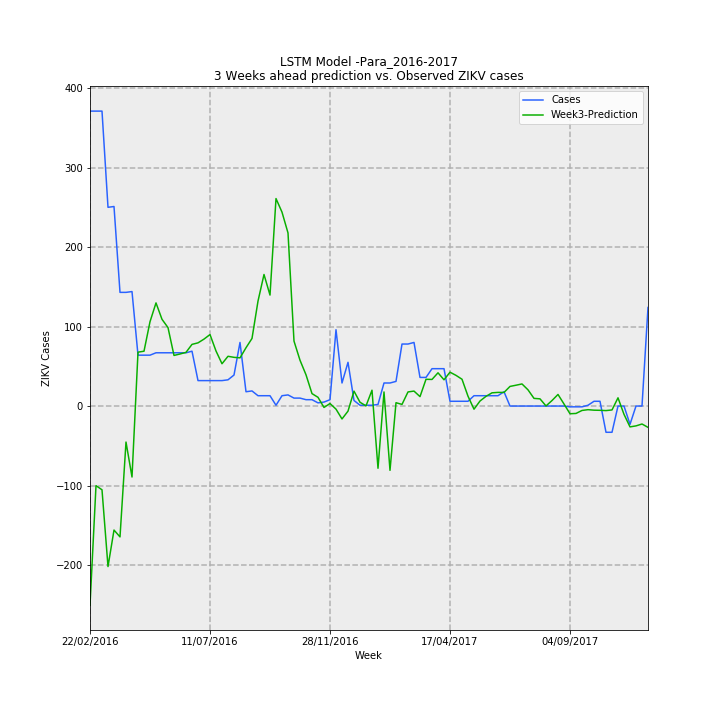 LSTM Model -Para_2016-2017
3 Weeks ahead prediction vs. Observed ZIKV cases
Cases
Week3-Prediction
400
300
200
100
0
−100
−200
ZIKV Cases
22/02/2016
11/07/2016
28/11/2016
17/04/2017
04/09/2017
Week